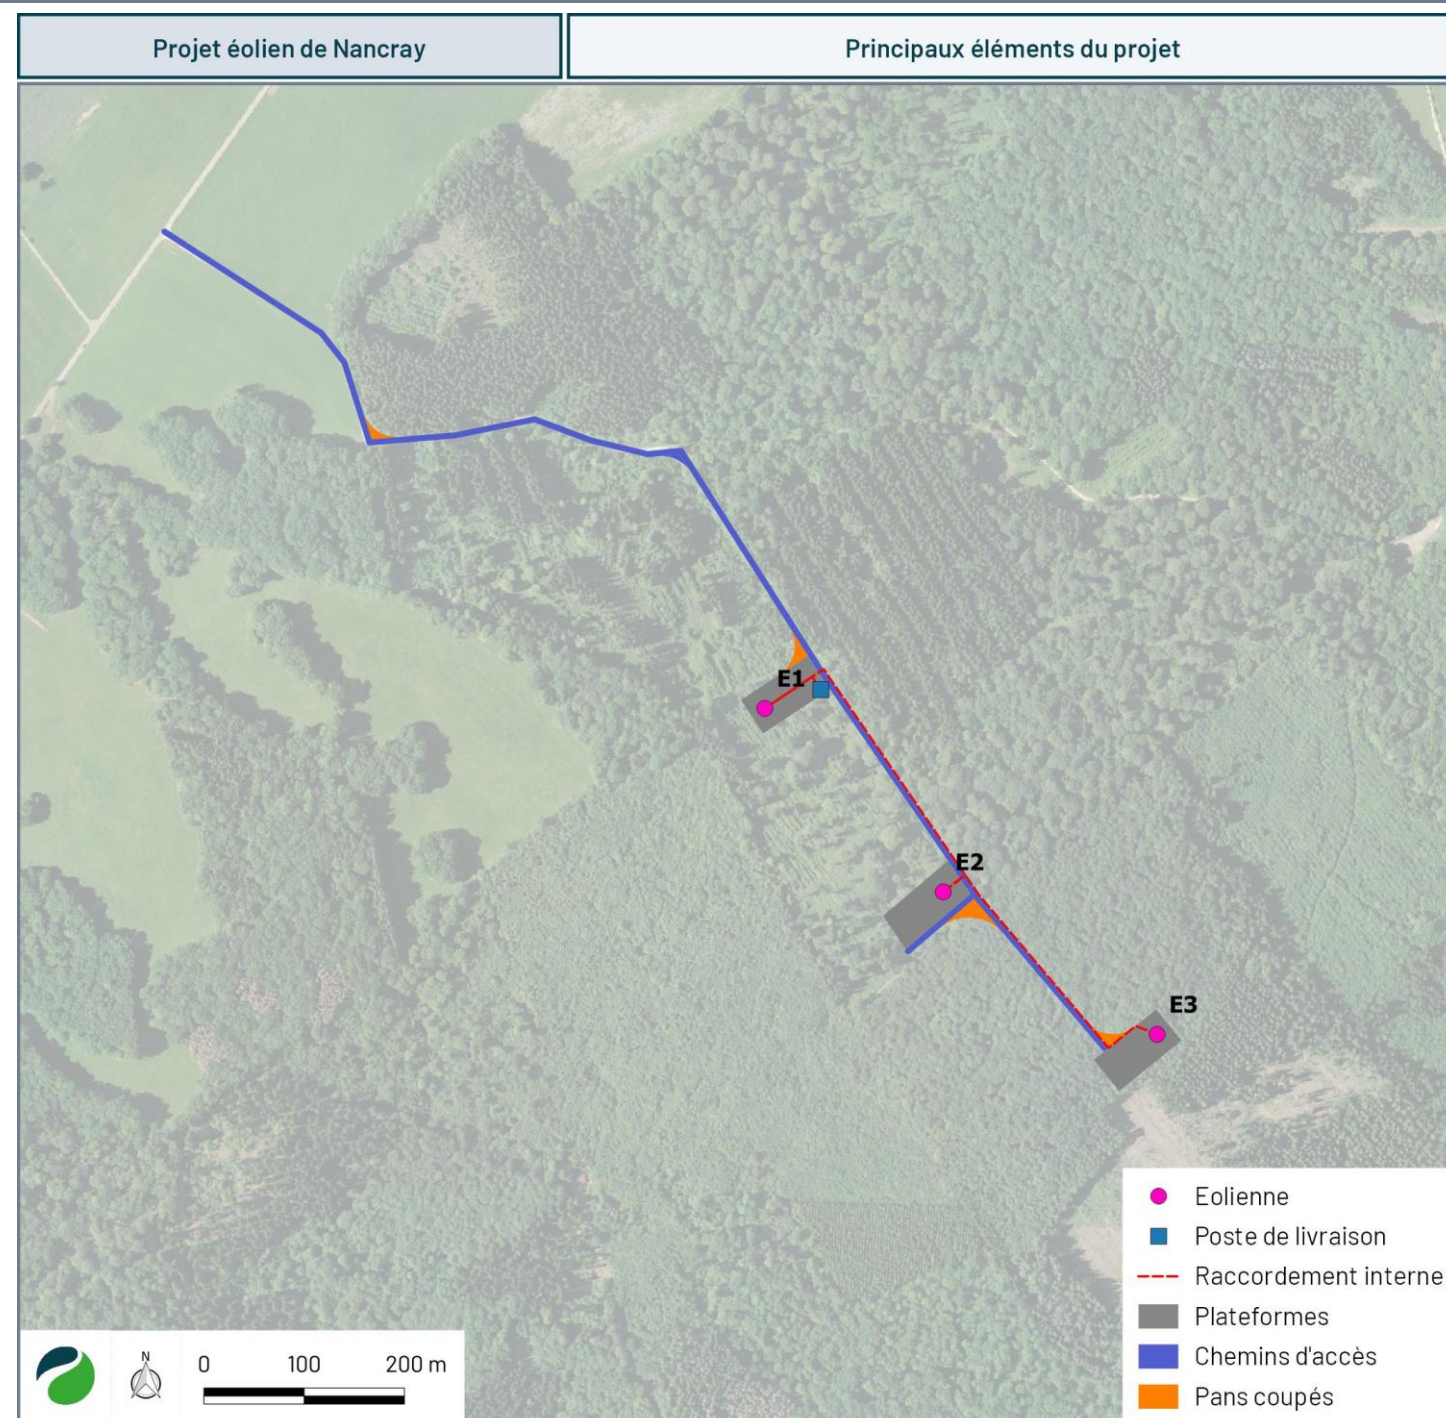 Projet éolien de Nancray
Principaux éléments du projet
E1
E2
E3
Eolienne
Poste de livraison
Raccordement interne
Plateformes
Chemins d'accès
Pans coupés
N
0 100 200 m